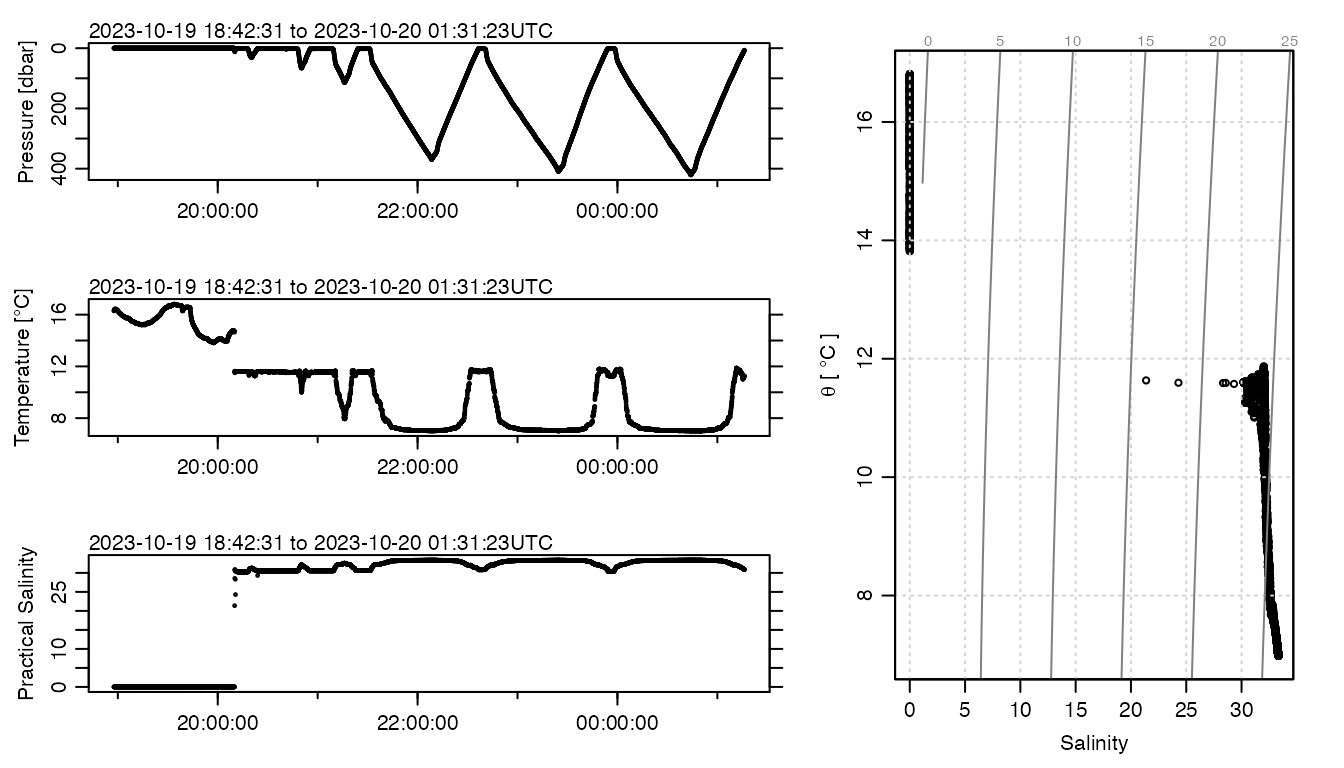 2023-10-19 18:42:31 to 2023-10-20 01:31:23UTC
Pressure [dbar]
0
200
400
20:00:00 22:00:00 00:00:00
2023-10-19 18:42:31 to 2023-10-20 01:31:23UTC
Temperature [°C]
16
12
8
20:00:00 22:00:00 00:00:00
2023-10-19 18:42:31 to 2023-10-20 01:31:23UTC
Practical Salinity
25
10
0
20:00:00 22:00:00 00:00:00
0 5 10 15 20 25
θ [ °C ]
16
14
12
10
8
0 5 10 15 20 25 30
Salinity